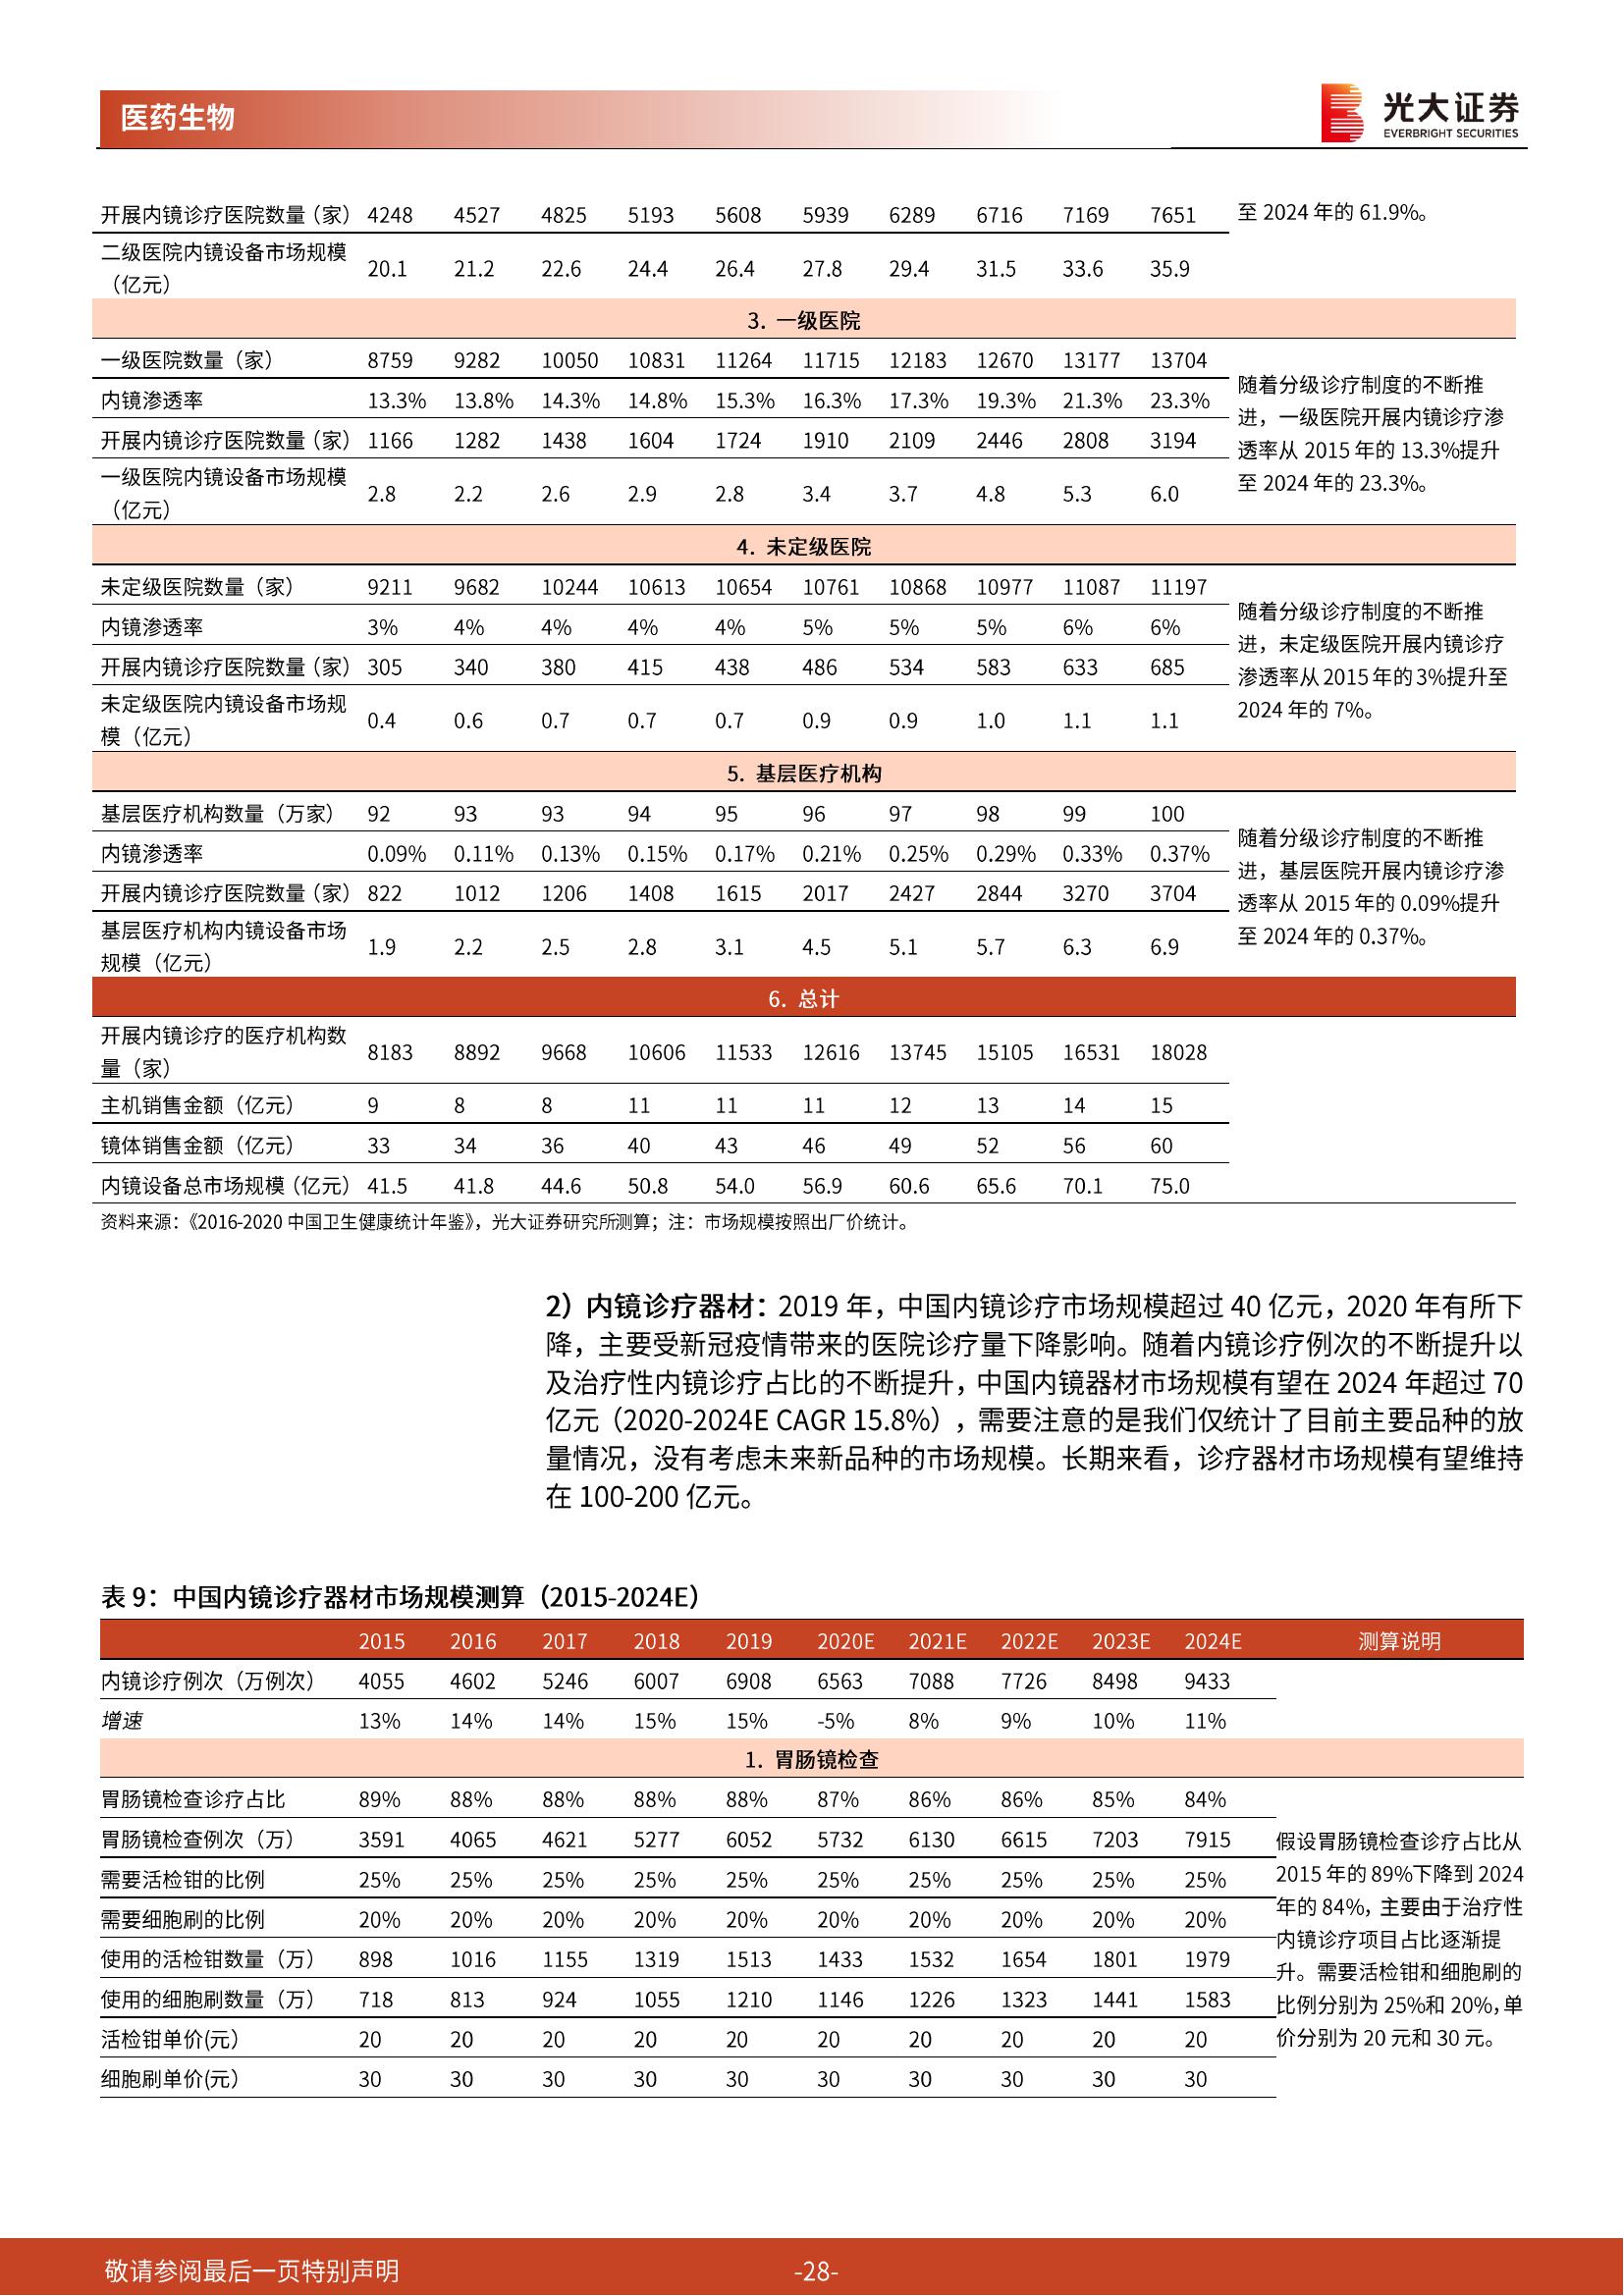 医药生物
光大证券
EVERBRIGHT SECURITIES
开展内镜诊疗医院数量（家） 4248 4527 4825 5193 5608 5939 6289 6716 7169 7651
至 2024 年的 61.9%。
二级医院内镜设备市场规模
（亿元）
20.1 21.2 22.6 24.4 26.4 27.8 29.4 31.5 33.6 35.9
3. 一级医院
一级医院数量（家） 8759 9282 10050 10831 11264 11715 12183 12670 13177 13704
内镜渗透率 13.3% 13.8% 14.3% 14.8% 15.3% 16.3% 17.3% 19.3% 21.3% 23.3%
开展内镜诊疗医院数量（家） 1166 1282 1438 1604 1724 1910 2109 2446 2808 3194
一级医院内镜设备市场规模
（亿元）
2.8 2.2 2.6 2.9 2.8 3.4 3.7 4.8 5.3 6.0
随着分级诊疗制度的不断推
进，一级医院开展内镜诊疗渗
透率从 2015 年的 13.3%提升
至 2024 年的 23.3%。
4. 未定级医院
未定级医院数量（家） 9211 9682 10244 10613 10654 10761 10868 10977 11087 11197
内镜渗透率 3% 4% 4% 4% 4% 5% 5% 5% 6% 6%
开展内镜诊疗医院数量（家） 305 340 380 415 438 486 534 583 633 685
未定级医院内镜设备市场规
模（亿元）
0.4 0.6 0.7 0.7 0.7 0.9 0.9 1.0 1.1 1.1
随着分级诊疗制度的不断推
进，未定级医院开展内镜诊疗
渗透率从 2015 年的 3%提升至
2024 年的 7%。
5. 基层医疗机构
基层医疗机构数量（万家） 92 93 93 94 95 96 97 98 99 100
内镜渗透率 0.09% 0.11% 0.13% 0.15% 0.17% 0.21% 0.25% 0.29% 0.33% 0.37%
开展内镜诊疗医院数量（家） 822 1012 1206 1408 1615 2017 2427 2844 3270 3704
基层医疗机构内镜设备市场
规模（亿元）
1.9 2.2 2.5 2.8 3.1 4.5 5.1 5.7 6.3 6.9
随着分级诊疗制度的不断推
进，基层医院开展内镜诊疗渗
透率从 2015 年的 0.09%提升
至 2024 年的 0.37%。
6. 总计
开展内镜诊疗的医疗机构数
量（家）
8183 8892 9668 10606 11533 12616 13745 15105 16531 18028
主机销售金额（亿元） 9 8 8 11 11 11 12 13 14 15
镜体销售金额（亿元） 33 34 36 40 43 46 49 52 56 60
内镜设备总市场规模（亿元） 41.5 41.8 44.6 50.8 54.0 56.9 60.6 65.6 70.1 75.0
资料来源：《2016-2020 中国卫生健康统计年鉴》，光大证券研究所测算；注：市场规模按照出厂价统计。
2）内镜诊疗器材：2019 年，中国内镜诊疗市场规模超过 40 亿元，2020 年有所下
降，主要受新冠疫情带来的医院诊疗量下降影响。随着内镜诊疗例次的不断提升以
及治疗性内镜诊疗占比的不断提升，中国内镜器材市场规模有望在 2024 年超过 70
亿元（2020-2024E CAGR 15.8%），需要注意的是我们仅统计了目前主要品种的放
量情况，没有考虑未来新品种的市场规模。长期来看，诊疗器材市场规模有望维持
在 100-200 亿元。
表 9：中国内镜诊疗器材市场规模测算（2015-2024E）
2015 2016 2017 2018 2019 2020E 2021E 2022E 2023E 2024E 测算说明
内镜诊疗例次（万例次） 4055 4602 5246 6007 6908 6563 7088 7726 8498 9433
增速 13% 14% 14% 15% 15% -5% 8% 9% 10% 11%
1. 胃肠镜检查
胃肠镜检查诊疗占比 89% 88% 88% 88% 88% 87% 86% 86% 85% 84%
胃肠镜检查例次（万） 3591 4065 4621 5277 6052 5732 6130 6615 7203 7915
需要活检钳的比例 25% 25% 25% 25% 25% 25% 25% 25% 25% 25%
需要细胞刷的比例 20% 20% 20% 20% 20% 20% 20% 20% 20% 20%
使用的活检钳数量（万） 898 1016 1155 1319 1513 1433 1532 1654 1801 1979
使用的细胞刷数量（万） 718 813 924 1055 1210 1146 1226 1323 1441 1583
活检钳单价(元） 20 20 20 20 20 20 20 20 20 20
细胞刷单价(元） 30 30 30 30 30 30 30 30 30 30
假设胃肠镜检查诊疗占比从
2015 年的 89%下降到 2024
年的 84%，主要由于治疗性
内镜诊疗项目占比逐渐提
升。需要活检钳和细胞刷的
比例分别为 25%和 20%，单
价分别为 20 元和 30 元。
敬请参阅最后一页特别声明
-28-